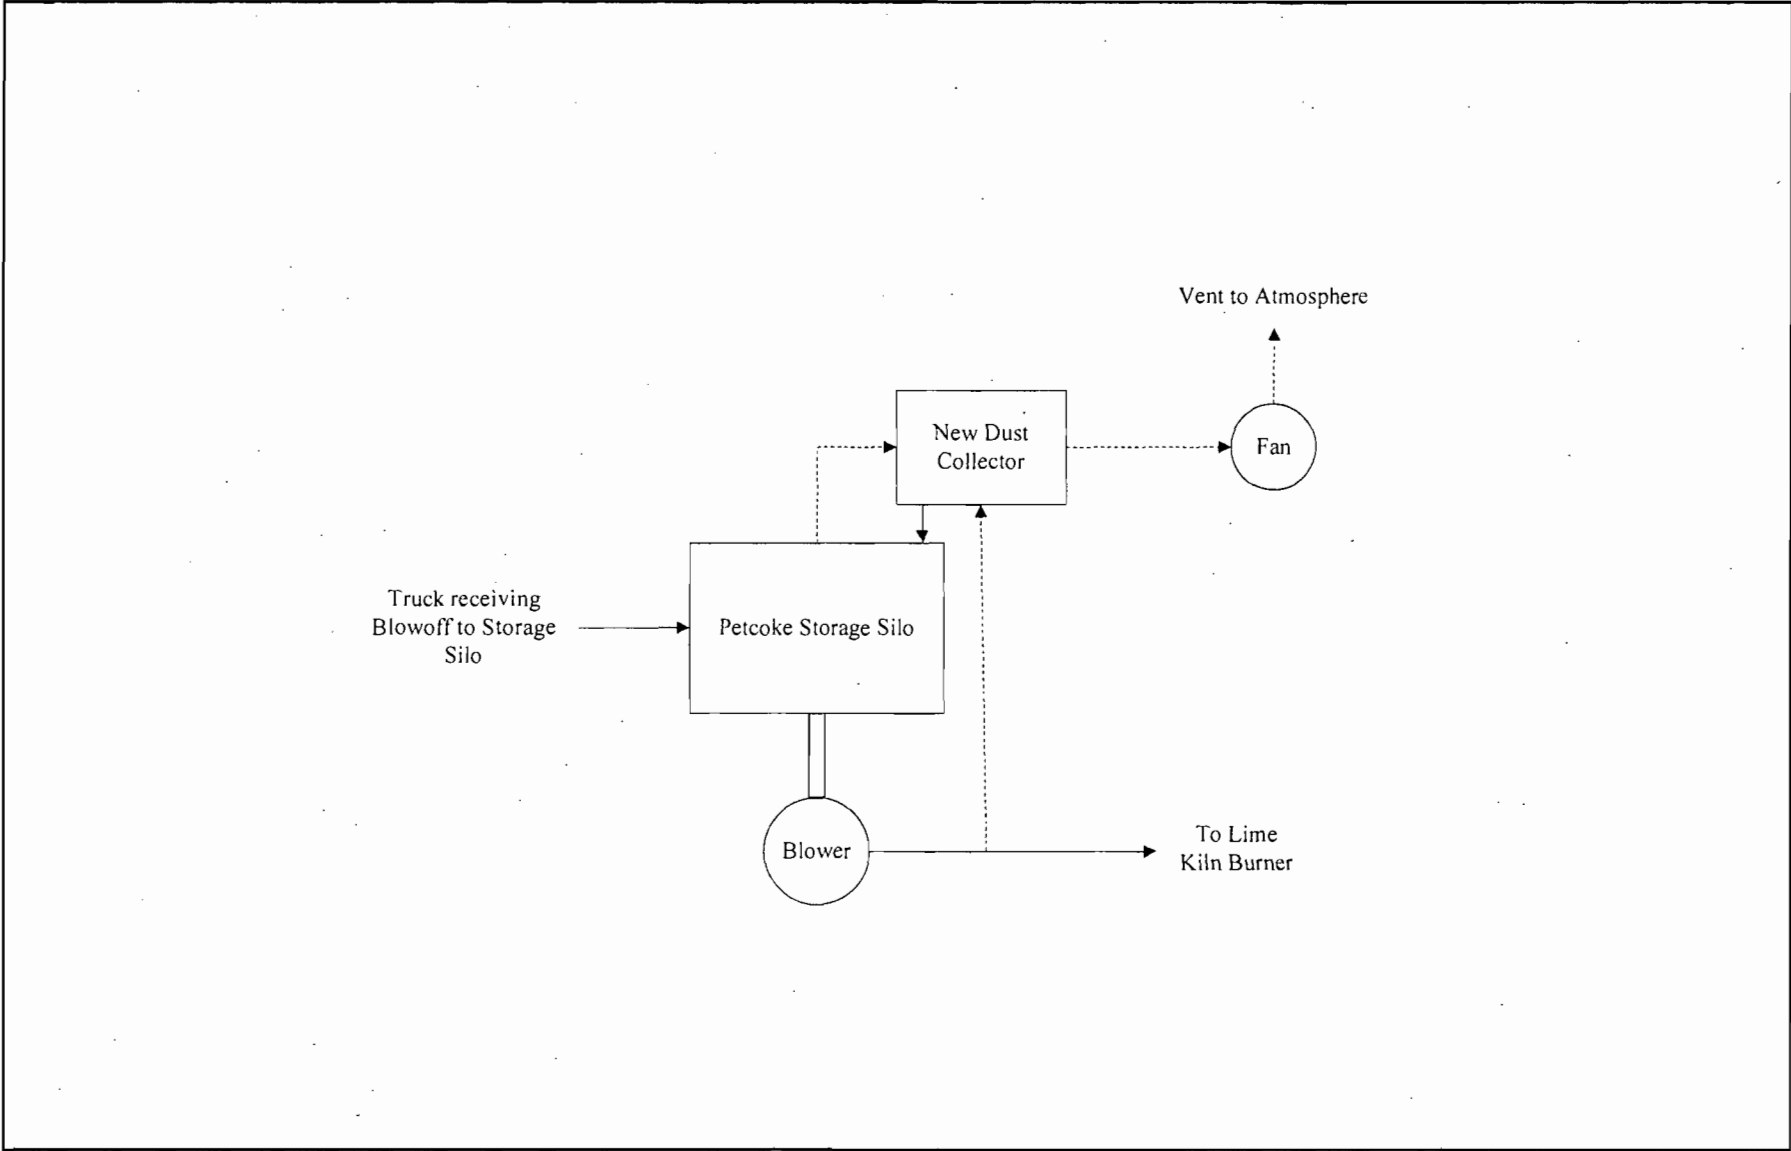 Vent to Atmosphere
New Dust
Collector
Fan
Truck receiving
Blowoff to Storage
Silo
Petcoke Storage Silo
Blower
To Lime
Kiln Burner